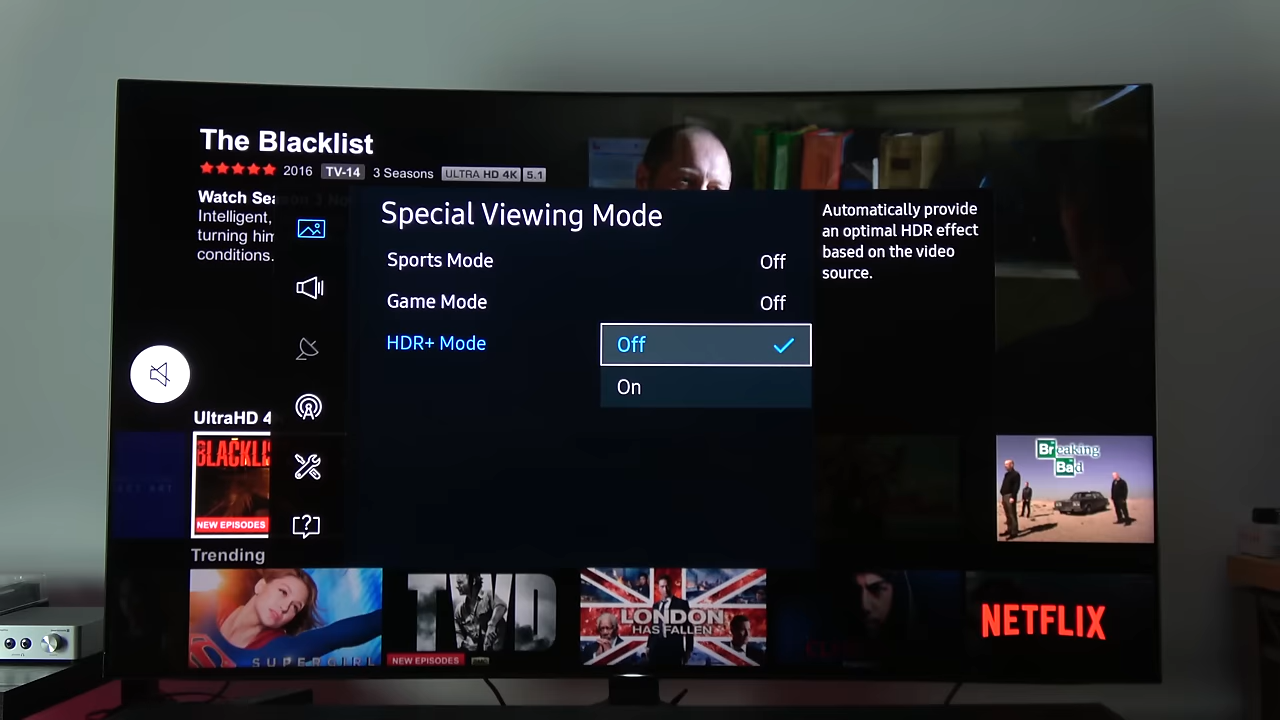 The Blacklist
2016 TV-14 3 Seasons ULTRA HD 4K 5.1
Watch Sea
Intelligent,
turning him
conditions.
Special Viewing Mode
Sports Mode Off
Game Mode Off
HDR+ Mode Off
On
Automatically provide
an optimal HDR effect
based on the video
source.
UltraHD 4
BLACKLI
NEW EPISODES
Breaking
Bad
Trending
SUPERGIRL
TWD
NEW EPISODES
amc
LONDON
HAS FALLEN
NETFLIX